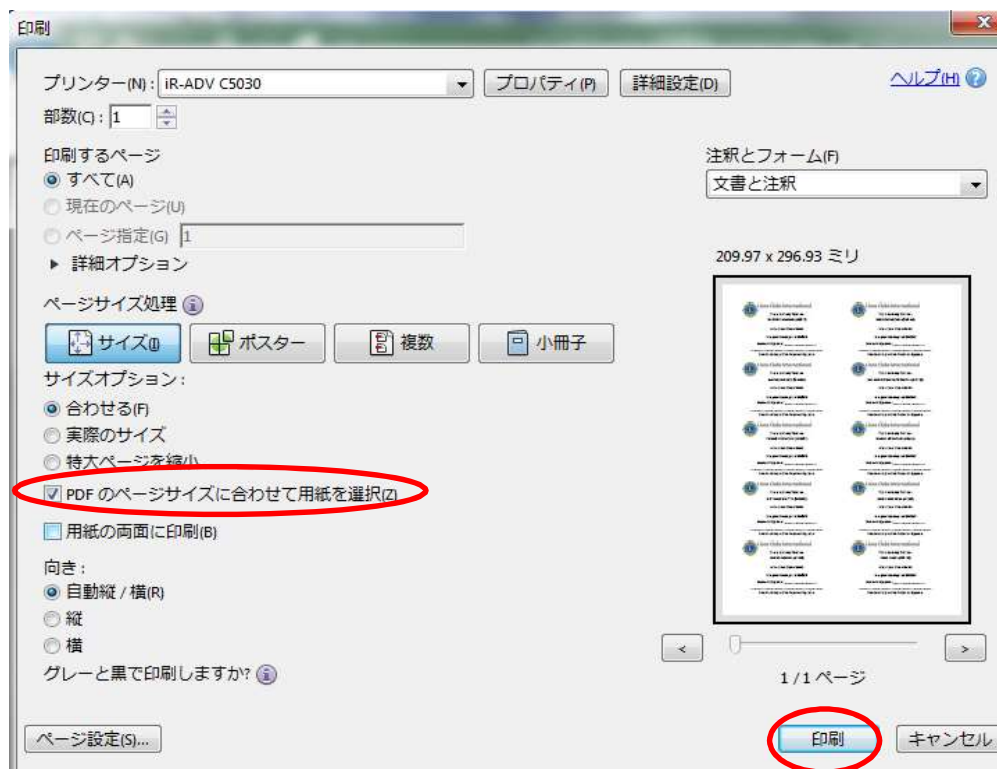 印刷
プリンター(N): iR-ADV C5030 プロパティ(P) 詳細設定(D) ヘルプ(H)
部数(C): 1
印刷するページ
すべて(A)
現在のページ(U)
ページ指定(G) 1
詳細オプション
注釈とフォーム(F)
文書と注釈
209.97 x 296.93 ミリ
ページサイズ処理
サイズ(I) ポスター 複数 小冊子
サイズオプション:
合わせる(F)
実際のサイズ
特大ページを縮小
PDF のページサイズに合わせて用紙を選択(Z)
用紙の両面に印刷(B)
向き:
自動縦 / 横(R)
縦
横
グレーと黒で印刷しますか?
< >
1 / 1 ページ
ページ設定(S)... 印刷 キャンセル